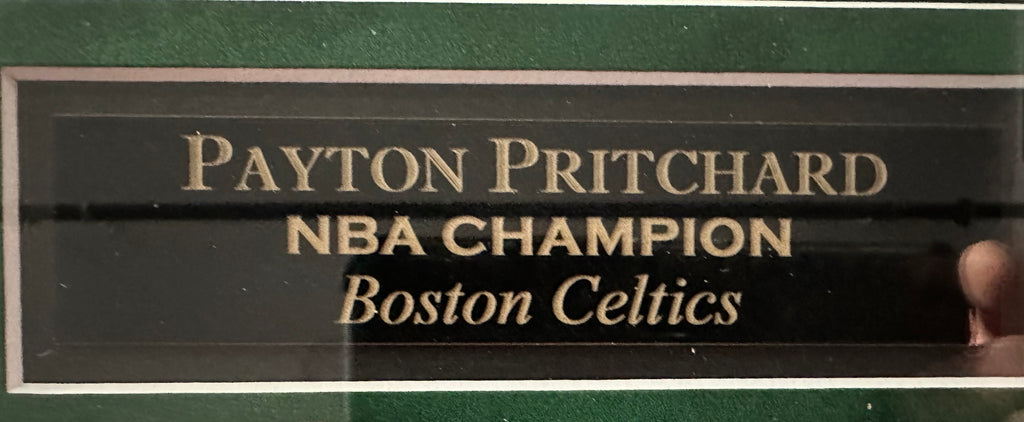 PAYTON PRITCHARD
NBA CHAMPION
Boston Celtics